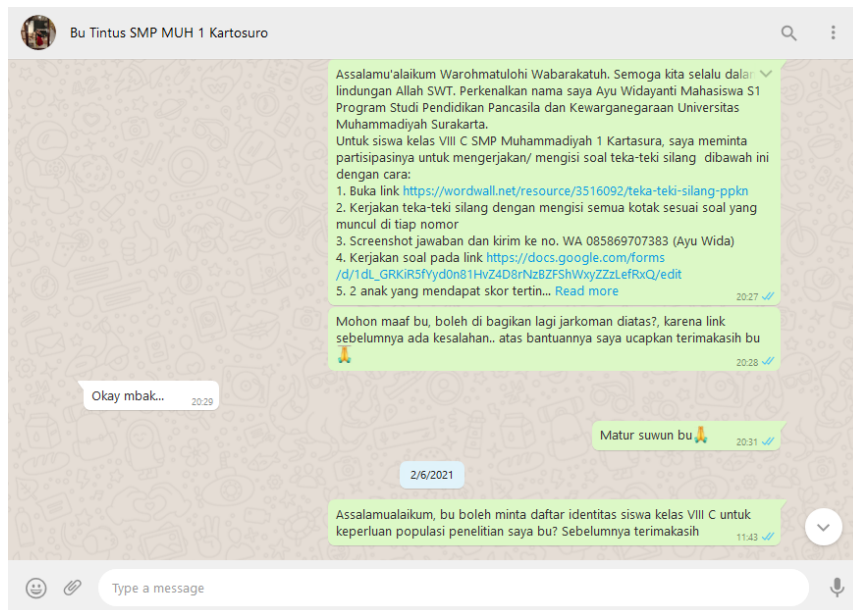 Bu Tintus SMP MUH 1 Kartosuro
Assalamu'alaikum Warohmatulohi Wabarakatuh. Semoga kita selalu dalar
lindungan Allah SWT. Perkenalkan nama saya Ayu Widayanti Mahasiswa S1
Program Studi Pendidikan Pancasila dan Kewarganegaraan Universitas
Muhammadiyah Surakarta.
Untuk siswa kelas VIII C SMP Muhammadiyah 1 Kartasura, saya meminta
partisipasinya untuk mengerjakan/ mengisi soal teka-teki silang dibawah ini
dengan cara:
1. Buka link https://wordwall.net/resource/3516092/teka-teki-silang-ppkn
2. Kerjakan teka-teki silang dengan mengisi semua kotak sesuai soal yang
muncul di tiap nomor
3. Screenshot jawaban dan kirim ke no. WA 085869707383 (Ayu Wida)
4. Kerjakan soal pada link https://docs.google.com/forms
/d/1dL_GRKiR5fYyd0n81HvZ4D8rNzBZFShWxyZZzLefRxQ/edit
5. 2 anak yang mendapat skor tertin... Read more
20:27
Mohon maaf bu, boleh di bagikan lagi jarkoman diatas?, karena link
sebelumnya ada kesalahan.. atas bantuannya saya ucapkan terimakasih bu
🙏
20:28
Okay mbak... 20:29
Matur suwun bu🙏 20:31
2/6/2021
Assalamualaikum, bu boleh minta daftar identitas siswa kelas VIII C untuk
keperluan populasi penelitian saya bu? Sebelumnya terimakasih 11:43
Type a message